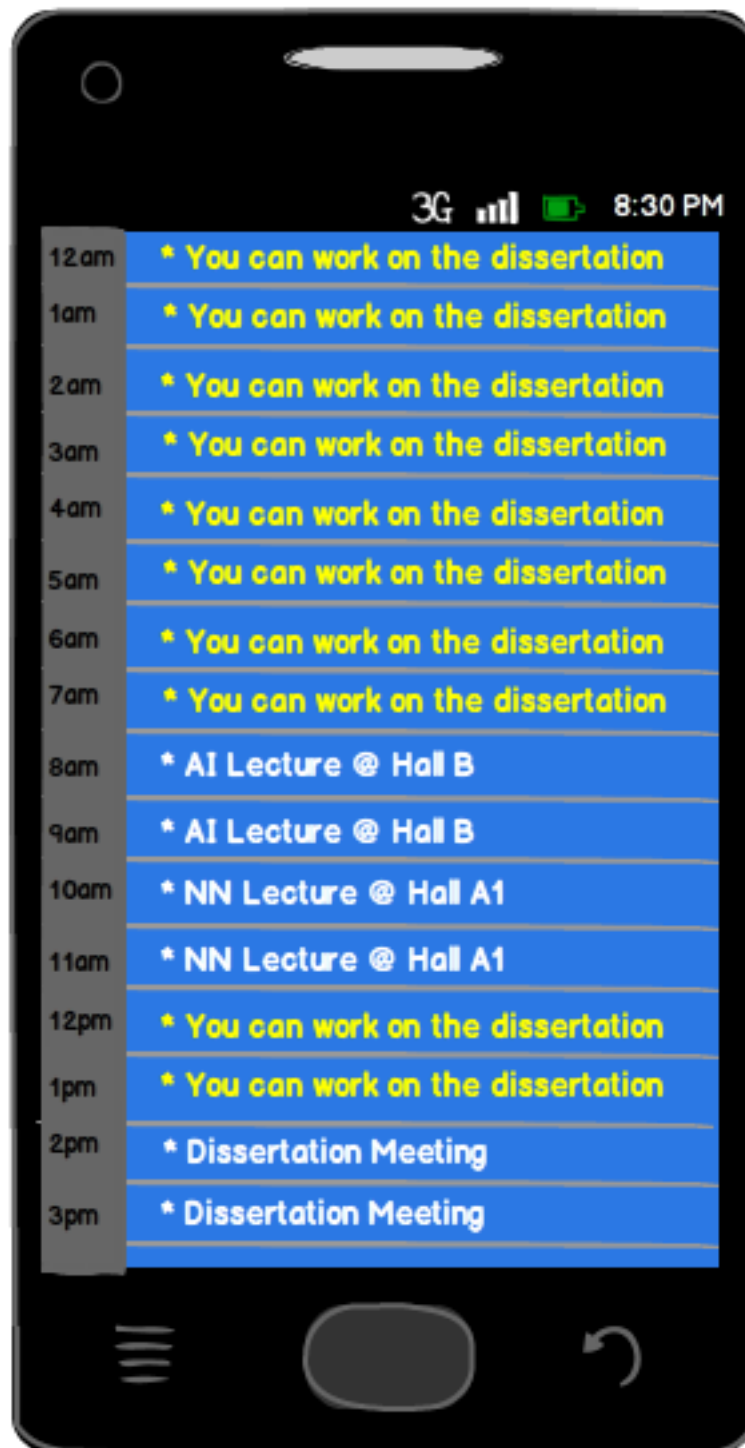 3G 8:30 PM
12am * You can work on the dissertation
1am * You can work on the dissertation
2am * You can work on the dissertation
3am * You can work on the dissertation
4am * You can work on the dissertation
5am * You can work on the dissertation
6am * You can work on the dissertation
7am * You can work on the dissertation
8am * AI Lecture @ Hall B
9am * AI Lecture @ Hall B
10am * NN Lecture @ Hall A1
11am * NN Lecture @ Hall A1
12pm * You can work on the dissertation
1pm * You can work on the dissertation
2pm * Dissertation Meeting
3pm * Dissertation Meeting